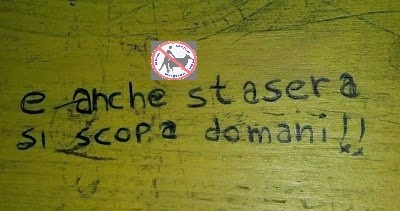 e anche stasera
si scopa domani!!